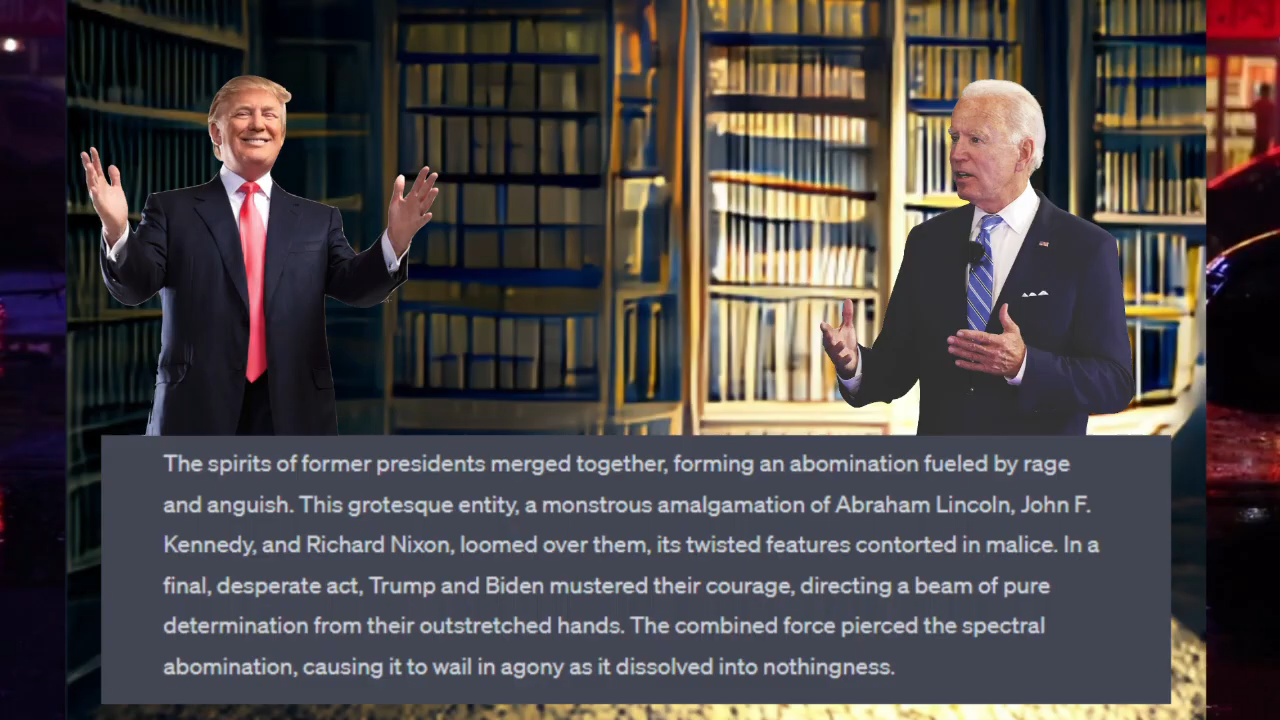 The spirits of former presidents merged together, forming an abomination fueled by rage
and anguish. This grotesque entity, a monstrous amalgamation of Abraham Lincoln, John F.
Kennedy, and Richard Nixon, loomed over them, its twisted features contorted in malice. In a
final, desperate act, Trump and Biden mustered their courage, directing a beam of pure
determination from their outstretched hands. The combined force pierced the spectral
abomination, causing it to wail in agony as it dissolved into nothingness.